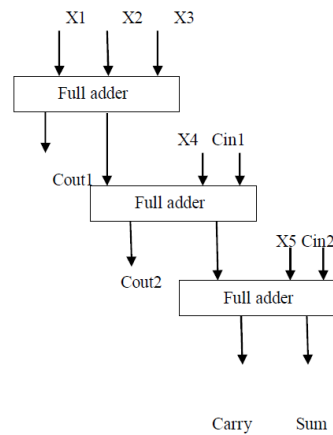 X1 X2 X3
Full adder
X4 Cin1
Cout1
Full adder
X5 Cin2
Cout2
Full adder
Carry Sum